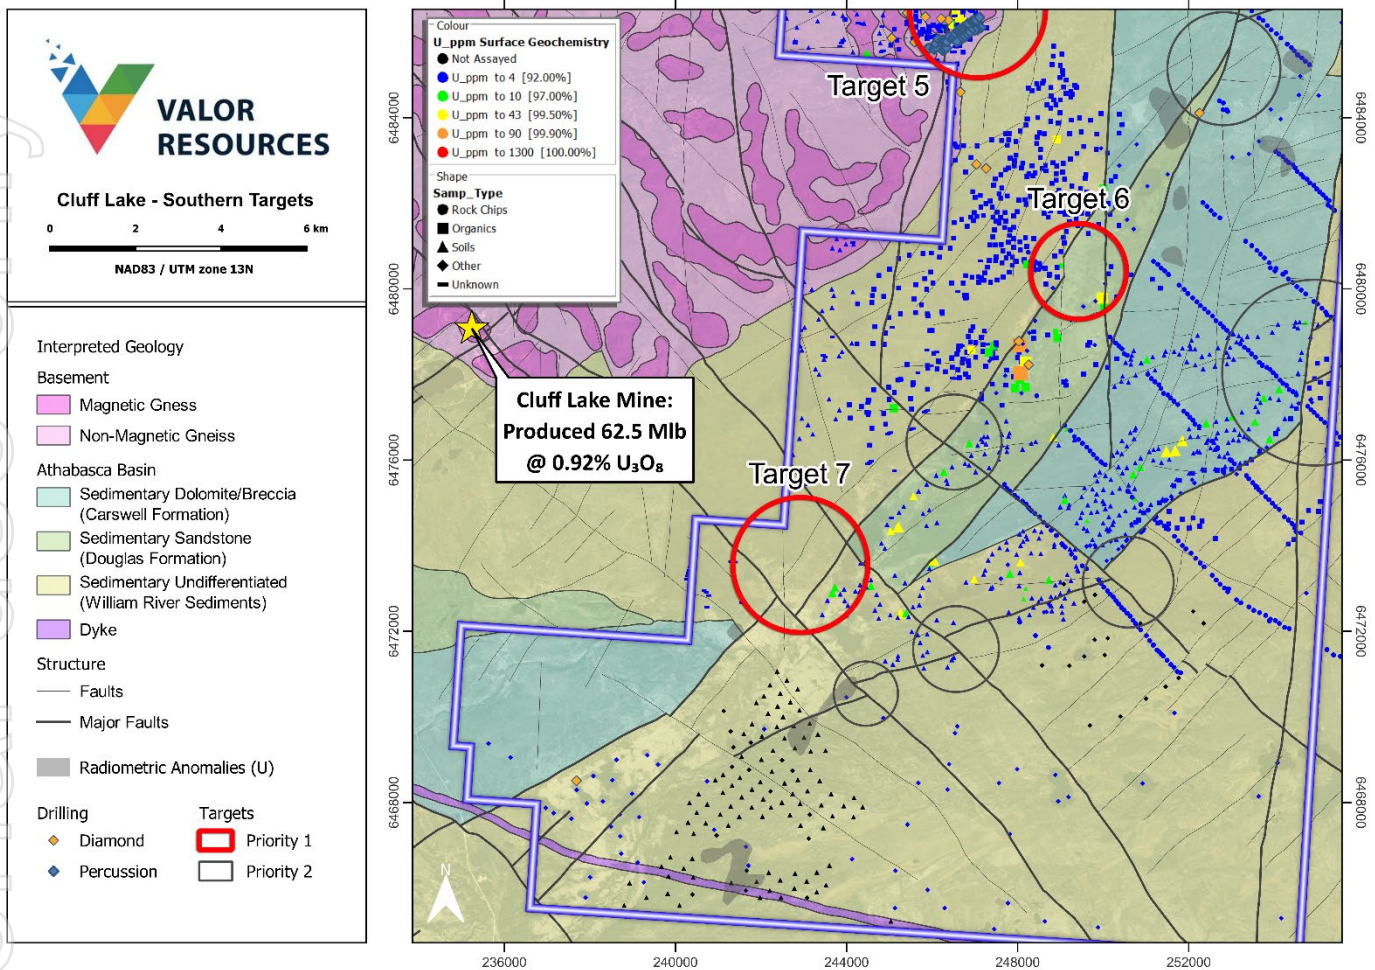 VALOR
RESOURCES
Cluff Lake - Southern Targets
0 2 4 6 km
NAD83 / UTM zone 13N
Interpreted Geology
Basement
Magnetic Gness
Non-Magnetic Gneiss
Athabasca Basin
Sedimentary Dolomite/Breccia
(Carswell Formation)
Sedimentary Sandstone
(Douglas Formation)
Sedimentary Undifferentiated
(William River Sediments)
Dyke
Structure
Faults
Major Faults
Radiometric Anomalies (U)
Drilling
Diamond
Percussion
Targets
Priority 1
Priority 2
Colour
U_ppm Surface Geochemistry
Not Assayed
U_ppm to 4 [92.00%]
U_ppm to 10 [97.00%]
U_ppm to 43 [99.50%]
U_ppm to 90 [99.90%]
U_ppm to 1300 [100.00%]
Shape
Samp_Type
Rock Chips
Organics
Soils
Other
Unknown
Target 5
Target 6
Target 7
Cluff Lake Mine:
Produced 62.5 Mlb
@ 0.92% U₃O₈
N
6484000
6480000
6476000
6472000
6468000
6484000
6480000
6476000
6472000
6468000
236000
240000
244000
248000
252000